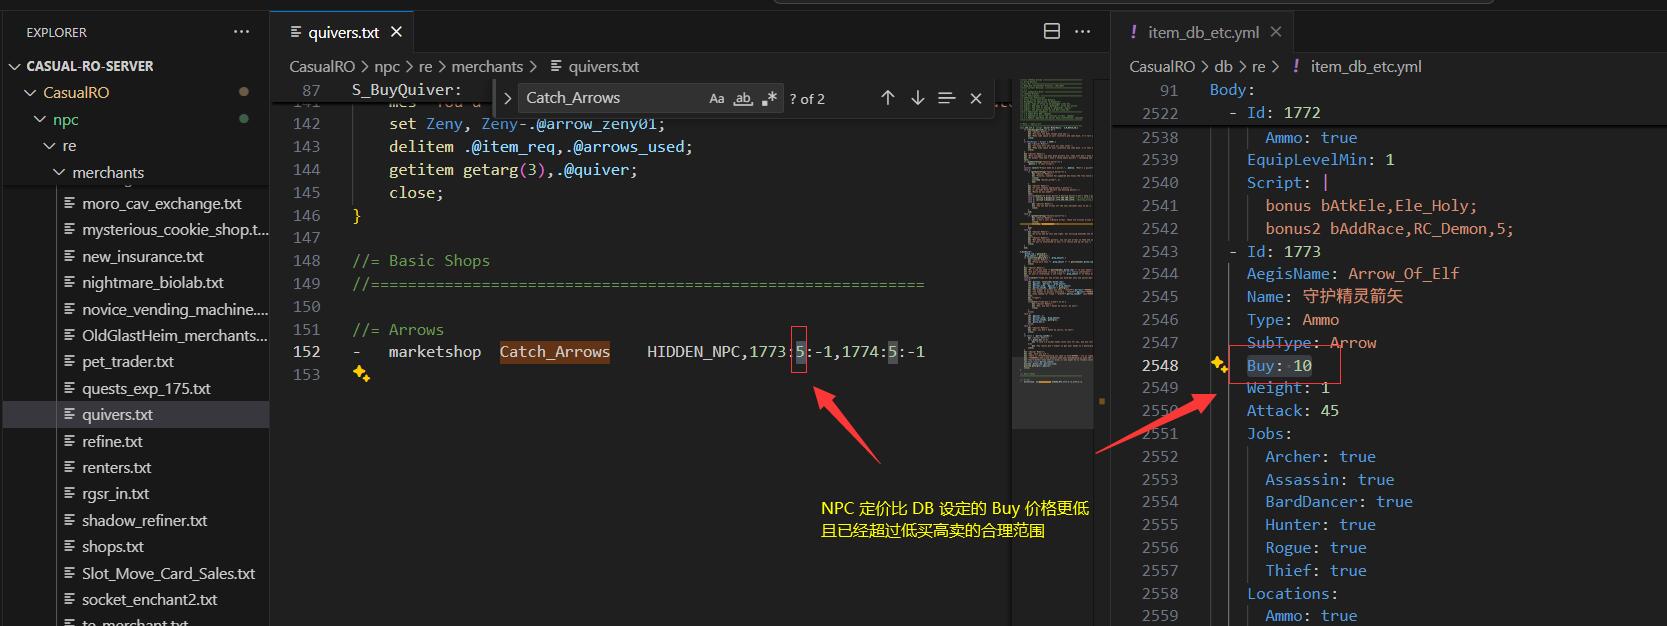 EXPLORER
CASUAL-RO-SERVER
CasualRO
npc
re
merchants
moro_cav_exchange.txt
mysterious_cookie_shop.t...
new_insurance.txt
nightmare_biolab.txt
novice_vending_machine....
OldGlastHeim_merchants...
pet_trader.txt
quests_exp_175.txt
quivers.txt
refine.txt
renters.txt
rgsr_in.txt
shadow_refiner.txt
shops.txt
Slot_Move_Card_Sales.txt
socket_enchant2.txt
te_merchant.txt
quivers.txt
CasualRO > npc > re > merchants > quivers.txt
87 S_BuyQuiver:
Catch_Arrows Aa ab .* ? of 2
142 set Zeny, Zeny-.@arrow_zeny01;
143 delitem .@item_req,.@arrows_used;
144 getitem getarg(3),.@quiver;
145 close;
146 }
147
148 //= Basic Shops
149 //============================================================
150
151 //= Arrows
152 - marketshop Catch_Arrows HIDDEN_NPC,1773:5:-1,1774:5:-1
153
NPC 定价比 DB 设定的 Buy 价格更低
且已经超过低买高卖的合理范围
! item_db_etc.yml
CasualRO > db > re > ! item_db_etc.yml
91 Body:
2522 - Id: 1772
2538 Ammo: true
2539 EquipLevelMin: 1
2540 Script: |
2541 bonus bAtkEle,Ele_Holy;
2542 bonus2 bAddRace,RC_Demon,5;
2543 - Id: 1773
2544 AegisName: Arrow_Of_Elf
2545 Name: 守护精灵箭矢
2546 Type: Ammo
2547 SubType: Arrow
2548 Buy: 10
2549 Weight: 1
2550 Attack: 45
2551 Jobs:
2552 Archer: true
2553 Assassin: true
2554 BardDancer: true
2555 Hunter: true
2556 Rogue: true
2557 Thief: true
2558 Locations:
2559 Ammo: true